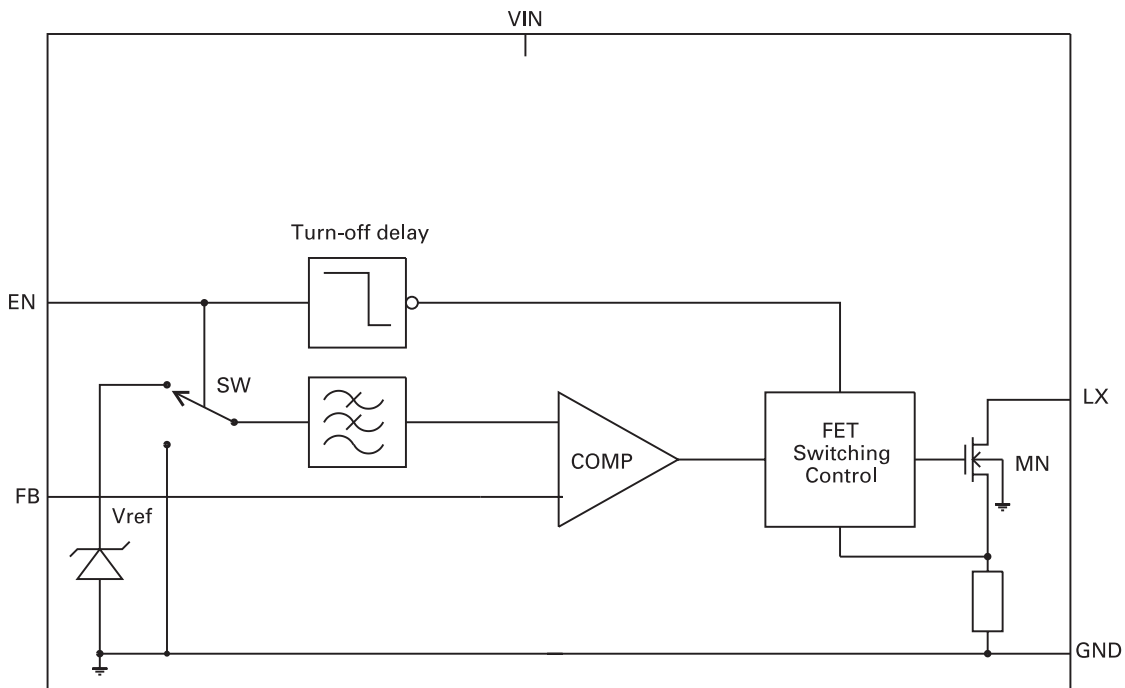 VIN
Turn-off delay
EN
SW
LX
FET
Switching
Control
COMP
MN
FB
Vref
GND